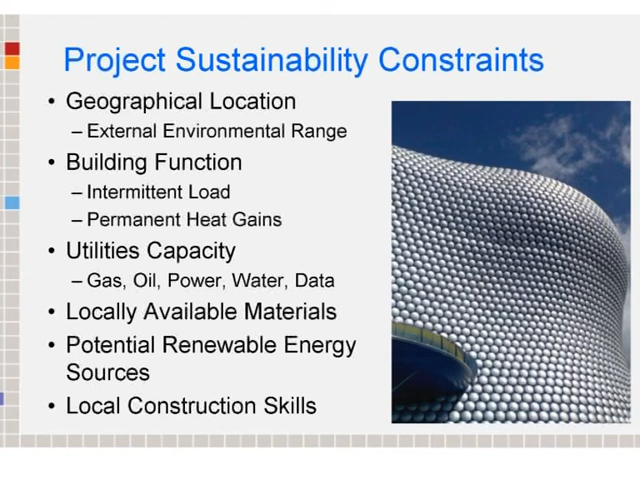 Project Sustainability Constraints
• Geographical Location
– External Environmental Range
• Building Function
– Intermittent Load
– Permanent Heat Gains
• Utilities Capacity
– Gas, Oil, Power, Water, Data
• Locally Available Materials
• Potential Renewable Energy
Sources
• Local Construction Skills